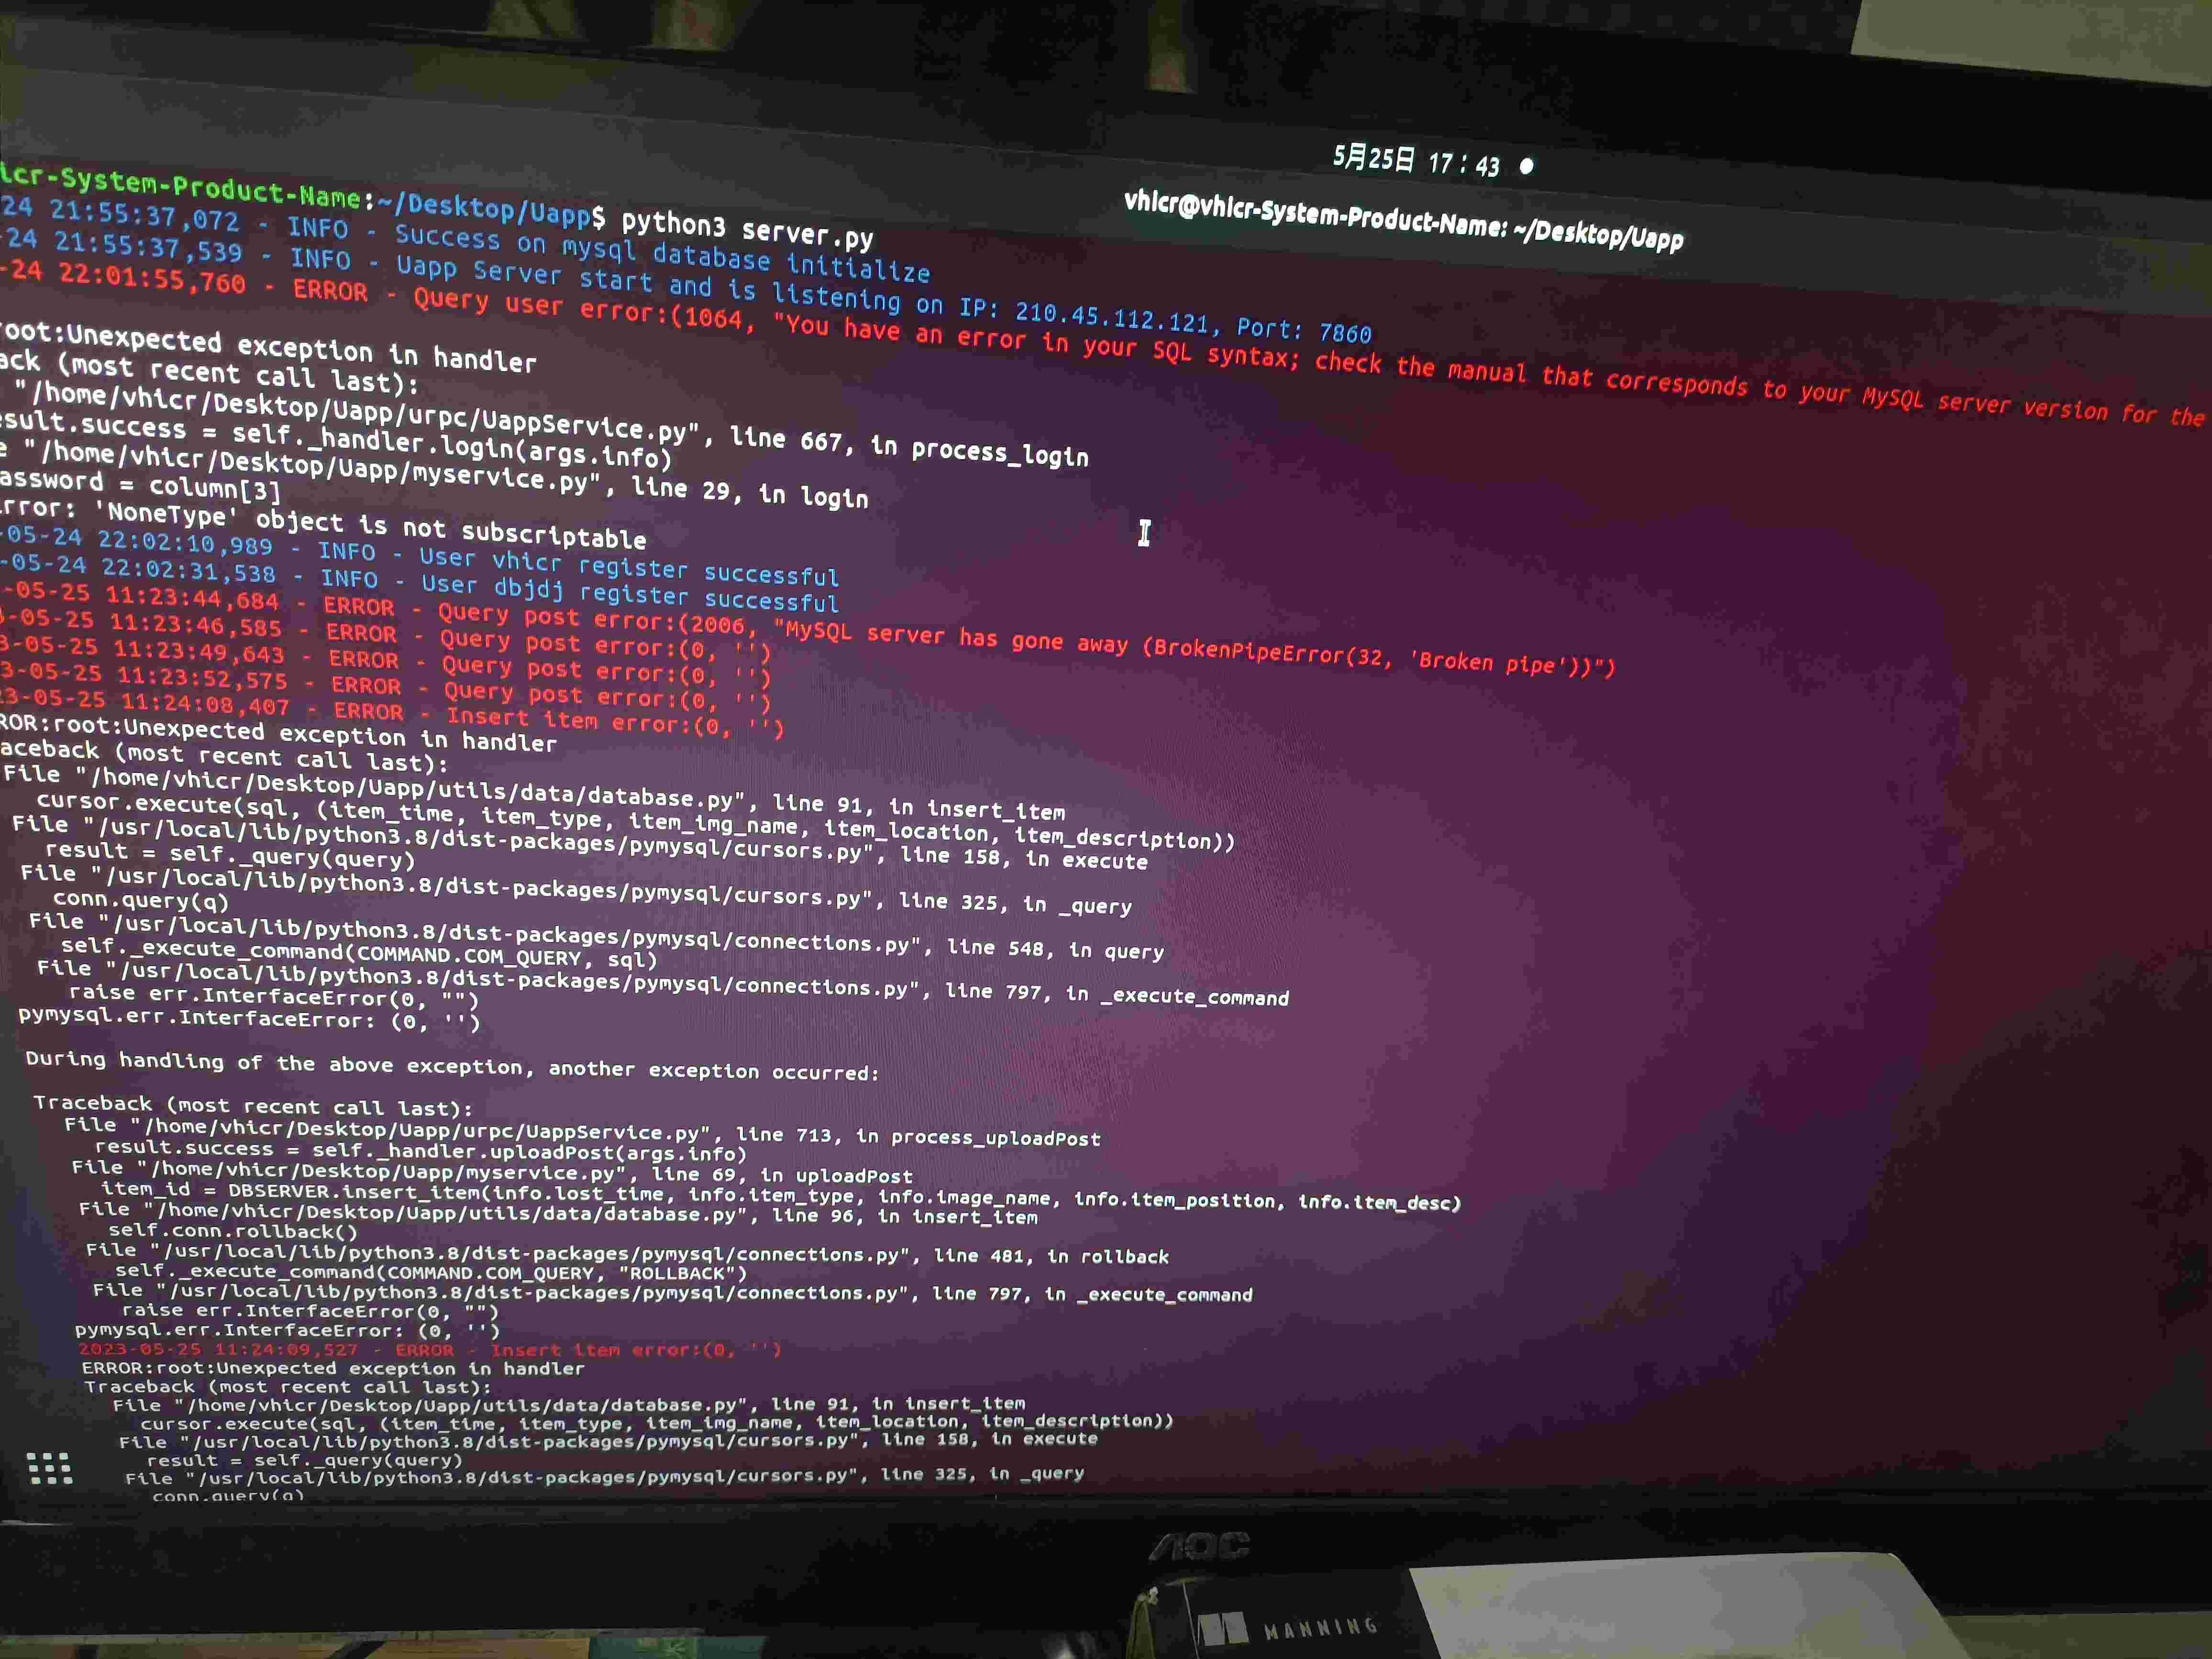 5月25日 17：43
vhicr@vhicr-System-Product-Name: ~/Desktop/Uapp
icr-System-Product-Name:~/Desktop/Uapp$ python3 server.py
24 21:55:37,072 - INFO - Success on mysql database initialize
-24 21:55:37,539 - INFO - Uapp Server start and is listening on IP: 210.45.112.121, Port: 7860
-24 22:01:55,760 - ERROR - Query user error:(1064, "You have an error in your SQL syntax; check the manual that corresponds to your MySQL server version for the
root:Unexpected exception in handler
ack (most recent call last):
"/home/vhicr/Desktop/Uapp/urpc/UappService.py", line 667, in process_login
esult.success = self._handler.login(args.info)
e "/home/vhicr/Desktop/Uapp/myservice.py", line 29, in login
assword = column[3]
rror: 'NoneType' object is not subscriptable
-05-24 22:02:10,989 - INFO - User vhicr register successful
-05-24 22:02:31,538 - INFO - User dbjdj register successful
-05-25 11:23:44,684 - ERROR - Query post error:(2006, "MySQL server has gone away (BrokenPipeError(32, 'Broken pipe'))")
3-05-25 11:23:46,585 - ERROR - Query post error:(0, '')
3-05-25 11:23:49,643 - ERROR - Query post error:(0, '')
3-05-25 11:23:52,575 - ERROR - Query post error:(0, '')
23-05-25 11:24:08,407 - ERROR - Insert item error:(0, '')
ROR:root:Unexpected exception in handler
aceback (most recent call last):
File "/home/vhicr/Desktop/Uapp/utils/data/database.py", line 91, in insert_item
cursor.execute(sql, (item_time, item_type, item_img_name, item_location, item_description))
File "/usr/local/lib/python3.8/dist-packages/pymysql/cursors.py", line 158, in execute
result = self._query(query)
File "/usr/local/lib/python3.8/dist-packages/pymysql/cursors.py", line 325, in _query
conn.query(q)
File "/usr/local/lib/python3.8/dist-packages/pymysql/connections.py", line 548, in query
self._execute_command(COMMAND.COM_QUERY, sql)
File "/usr/local/lib/python3.8/dist-packages/pymysql/connections.py", line 797, in _execute_command
raise err.InterfaceError(0, "")
pymysql.err.InterfaceError: (0, '')
During handling of the above exception, another exception occurred:
Traceback (most recent call last):
File "/home/vhicr/Desktop/Uapp/urpc/UappService.py", line 713, in process_uploadPost
result.success = self._handler.uploadPost(args.info)
File "/home/vhicr/Desktop/Uapp/myservice.py", line 69, in uploadPost
item_id = DBSERVER.insert_item(info.lost_time, info.item_type, info.image_name, info.item_position, info.item_desc)
File "/home/vhicr/Desktop/Uapp/utils/data/database.py", line 96, in insert_item
self.conn.rollback()
File "/usr/local/lib/python3.8/dist-packages/pymysql/connections.py", line 481, in rollback
self._execute_command(COMMAND.COM_QUERY, "ROLLBACK")
File "/usr/local/lib/python3.8/dist-packages/pymysql/connections.py", line 797, in _execute_command
raise err.InterfaceError(0, "")
pymysql.err.InterfaceError: (0, '')
2023-05-25 11:24:09,527 - ERROR - Insert item error:(0, '')
ERROR:root:Unexpected exception in handler
Traceback (most recent call last):
File "/home/vhicr/Desktop/Uapp/utils/data/database.py", line 91, in insert_item
cursor.execute(sql, (item_time, item_type, item_img_name, item_location, item_description))
File "/usr/local/lib/python3.8/dist-packages/pymysql/cursors.py", line 158, in execute
result = self._query(query)
File "/usr/local/lib/python3.8/dist-packages/pymysql/cursors.py", line 325, in _query
conn.query(q)
AOC
MANNING